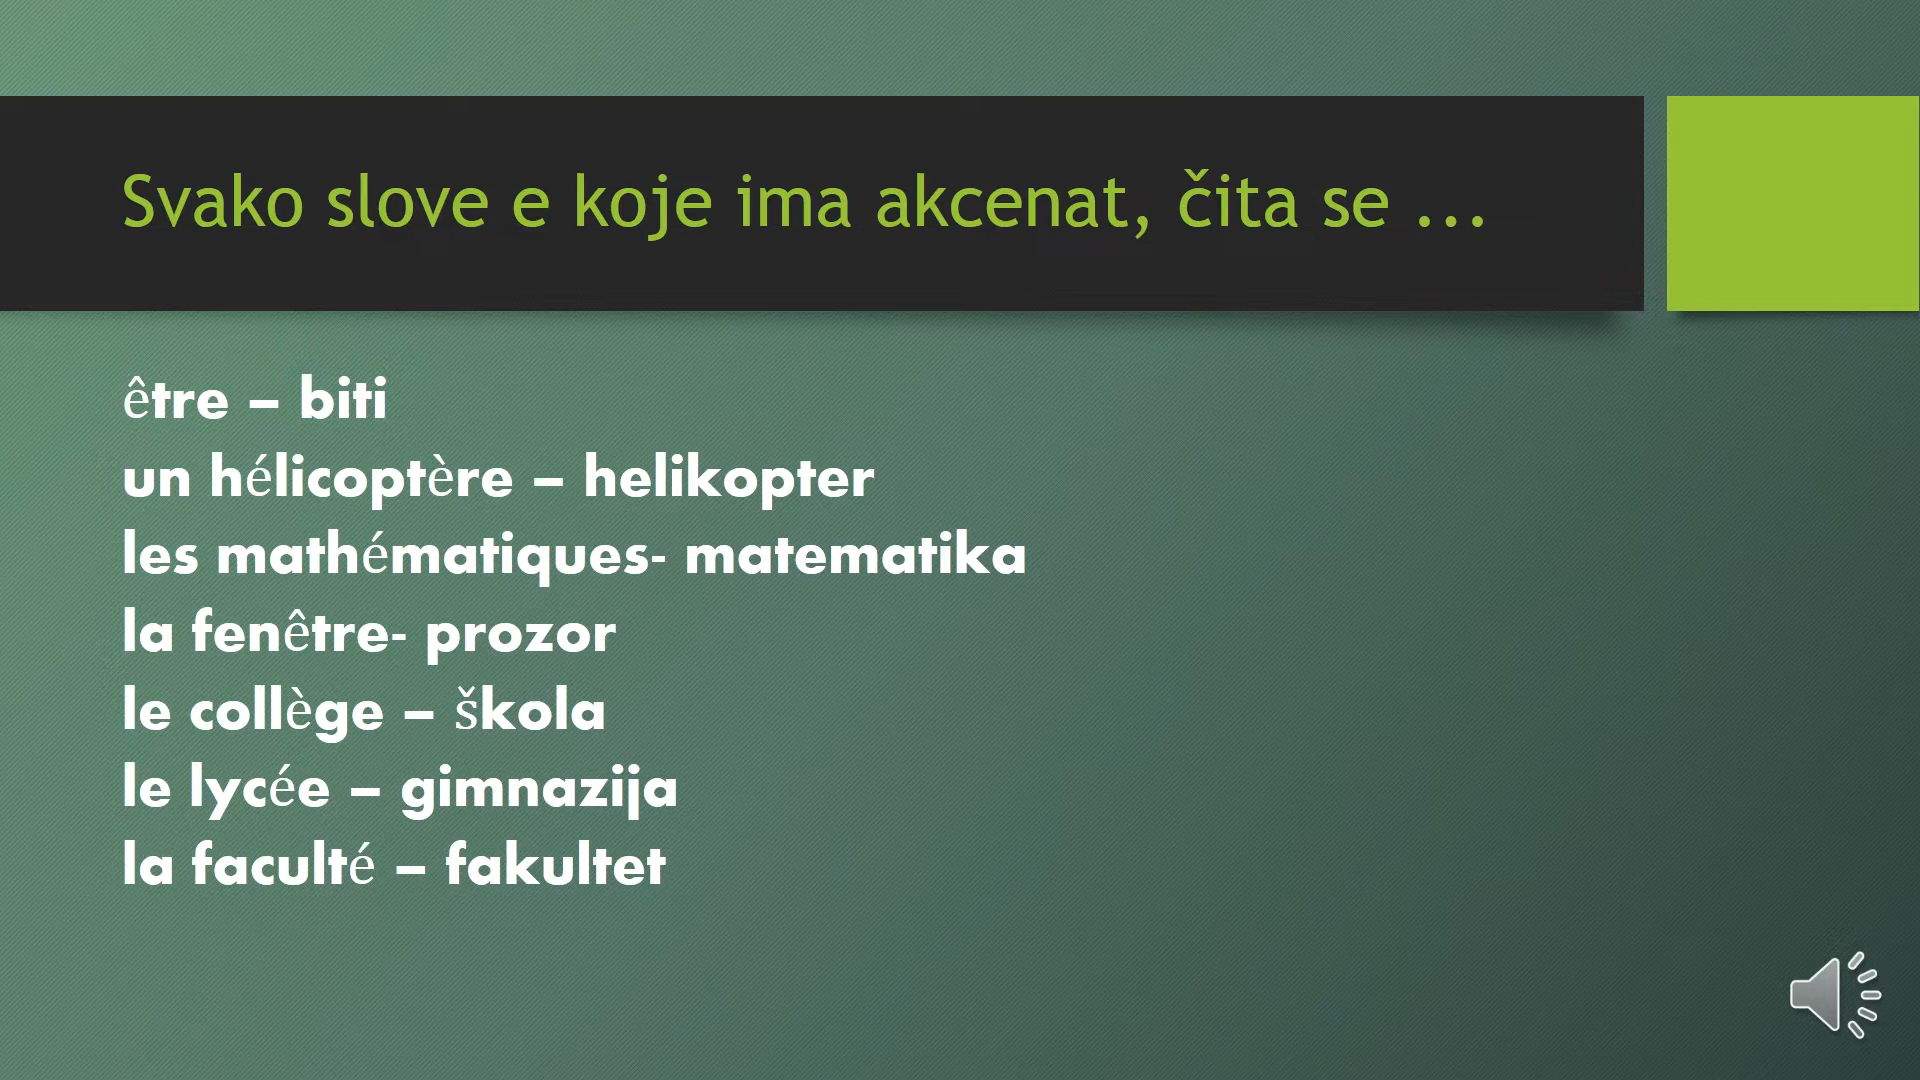 Svako slove e koje ima akcenat, čita se ...
être – biti
un hélicoptère – helikopter
les mathématiques- matematika
la fenêtre- prozor
le collège – škola
le lycée – gimnazija
la faculté – fakultet